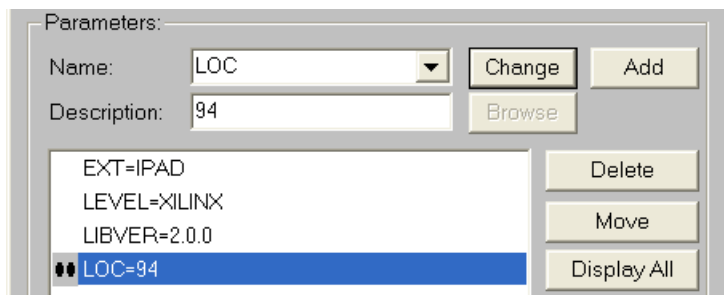 Parameters:
Name: LOC Change Add
Description: 94 Browse
EXT=IPAD Delete
LEVEL=XILINX
LIBVER=2.0.0 Move
LOC=94 Display All